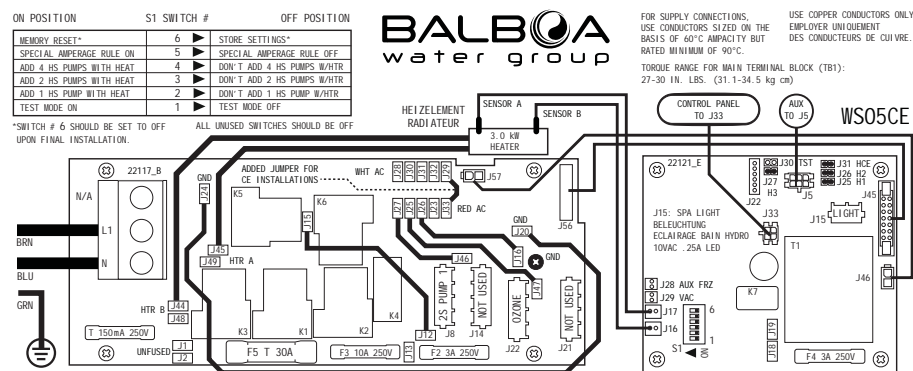 ON POSITION S1 SWITCH # OFF POSITION
MEMORY RESET* 6 STORE SETTINGS*
SPECIAL AMPERAGE RULE ON 5 SPECIAL AMPERAGE RULE OFF
ADD 4 HS PUMPS WITH HEAT 4 DON'T ADD 4 HS PUMPS W/HTR
ADD 2 HS PUMPS WITH HEAT 3 DON'T ADD 2 HS PUMPS W/HTR
ADD 1 HS PUMP WITH HEAT 2 DON'T ADD 1 HS PUMP W/HTR
TEST MODE ON 1 TEST MODE OFF
*SWITCH # 6 SHOULD BE SET TO OFF
UPON FINAL INSTALLATION.
ALL UNUSED SWITCHES SHOULD BE OFF
BALBOA
water group
FOR SUPPLY CONNECTIONS,
USE CONDUCTORS SIZED ON THE
BASIS OF 60°C AMPACITY BUT
RATED MINIMUM OF 90°C.
USE COPPER CONDUCTORS ONLY
EMPLOYER UNIQUEMENT
DES CONDUCTEURS DE CUIVRE.
TORQUE RANGE FOR MAIN TERMINAL BLOCK (TB1):
27-30 IN. LBS. (31.1-34.5 kg cm)
HEIZELEMENT
RADIATEUR
SENSOR A
SENSOR B
3.0 kW
HEATER
CONTROL PANEL
TO J33
AUX
TO J5
WS05CE
22117_B
N/A
L1
N
BRN
BLU
GRN
GND
J24
ADDED JUMPER FOR
CE INSTALLATIONS
WHT AC
J28
J30
J31
J32
J29
J57
K5
K6
J15
J27
J25
J26
J23
J33
RED AC
J56
GND
J20
J16
GND
J45
J49
HTR A
J46
J47
HTR B
J44
J48
K3
K1
K2
K4
2S PUMP 1
J8
NOT USED
J14
OZONE
J22
NOT USED
J21
J12
J13
T 150mA 250V
UNFUSED
J1
J2
F5 T 30A
F3 10A 250V
F2 3A 250V
22121_E
J30 TST
J27
H3
J22
J5
J31 HCE
J26 H2
J25 H1
J45
J15: SPA LIGHT
BELEUCHTUNG
ECLAIRAGE BAIN HYDRO
10VAC .25A LED
J33
J15
LIGHT
T1
J46
K7
J28 AUX FRZ
J29 VAC
J17
J16
6
1
S1
ON
J18
J19
F4 3A 250V